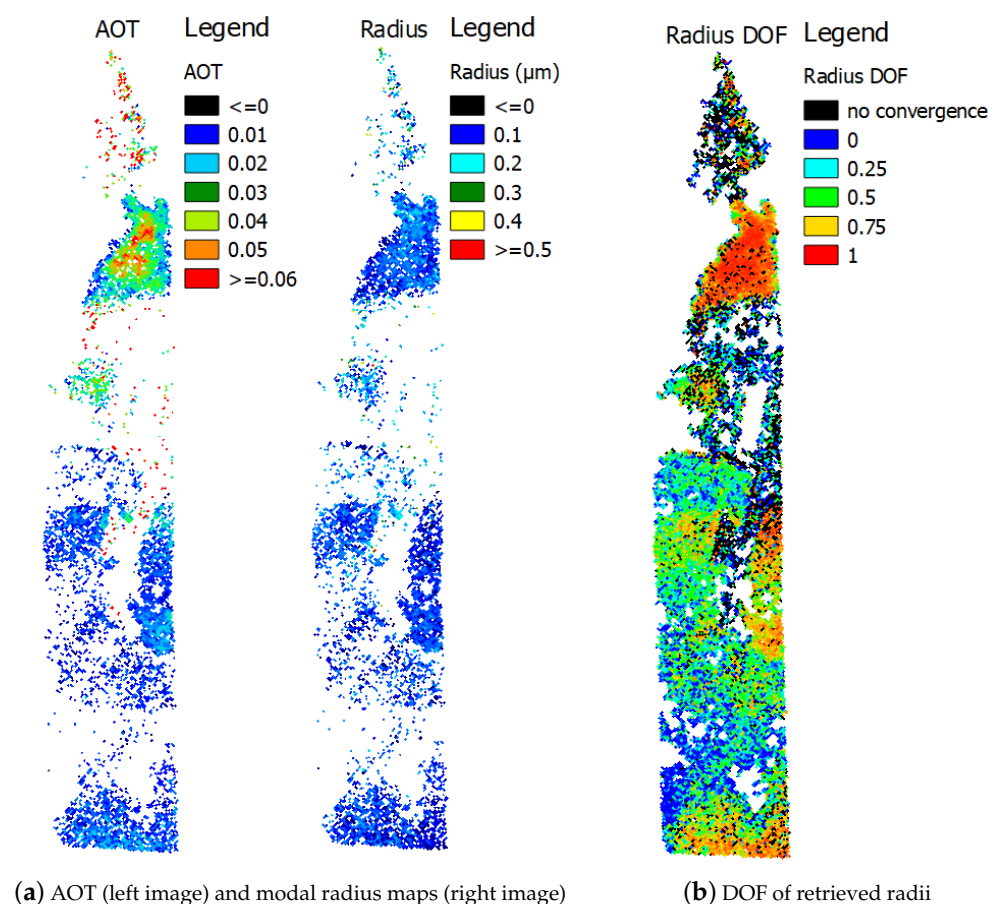 AOT
Legend
AOT
<=0
0.01
0.02
0.03
0.04
0.05
>=0.06
Radius
Legend
Radius (µm)
<=0
0.1
0.2
0.3
0.4
>=0.5
Radius DOF
Legend
Radius DOF
no convergence
0
0.25
0.5
0.75
1
(a) AOT (left image) and modal radius maps (right image)
(b) DOF of retrieved radii